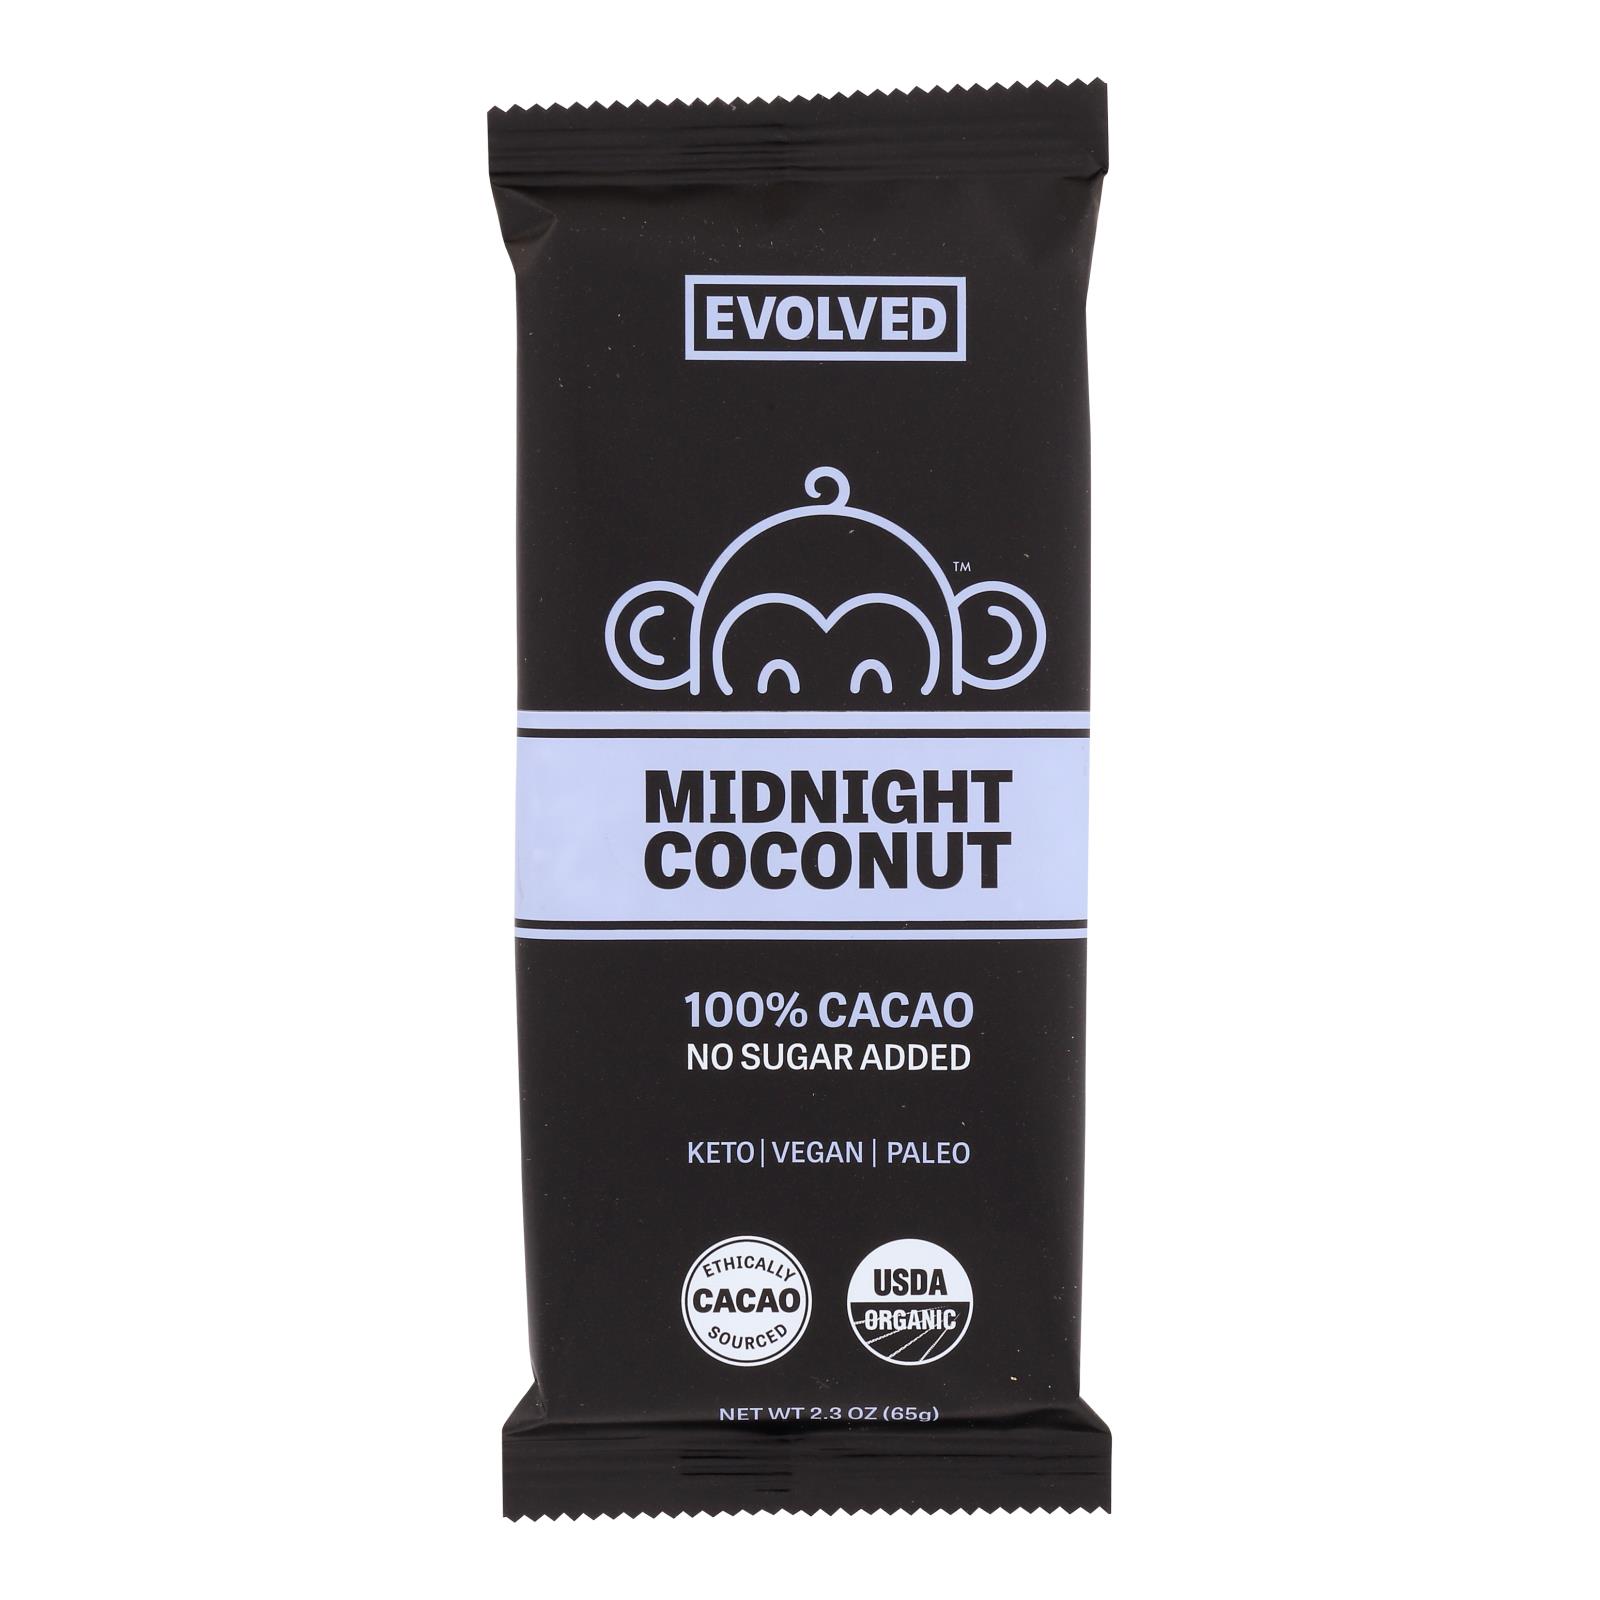 EVOLVED
TM
MIDNIGHT
COCONUT
100% CACAO
NO SUGAR ADDED
KETO | VEGAN | PALEO
ETHICALLY
CACAO
SOURCED
USDA
ORGANIC
NET WT 2.3 OZ (65g)